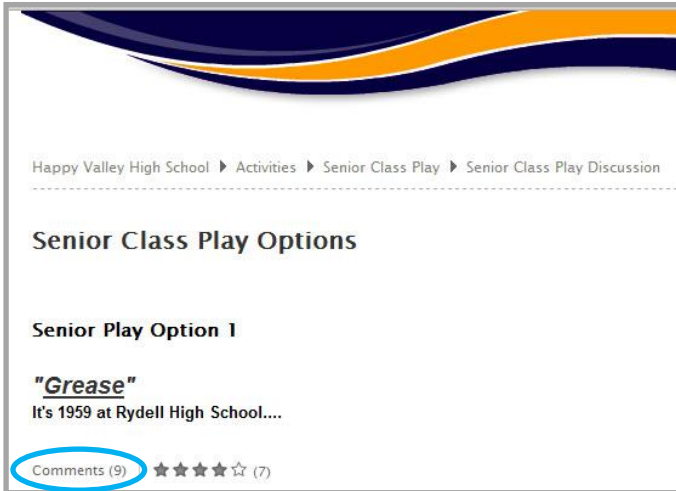 Happy Valley High School ▶ Activities ▶ Senior Class Play ▶ Senior Class Play Discussion
Senior Class Play Options
Senior Play Option 1
"Grease"
It's 1959 at Rydell High School....
Comments (9) ★★★★☆ (7)